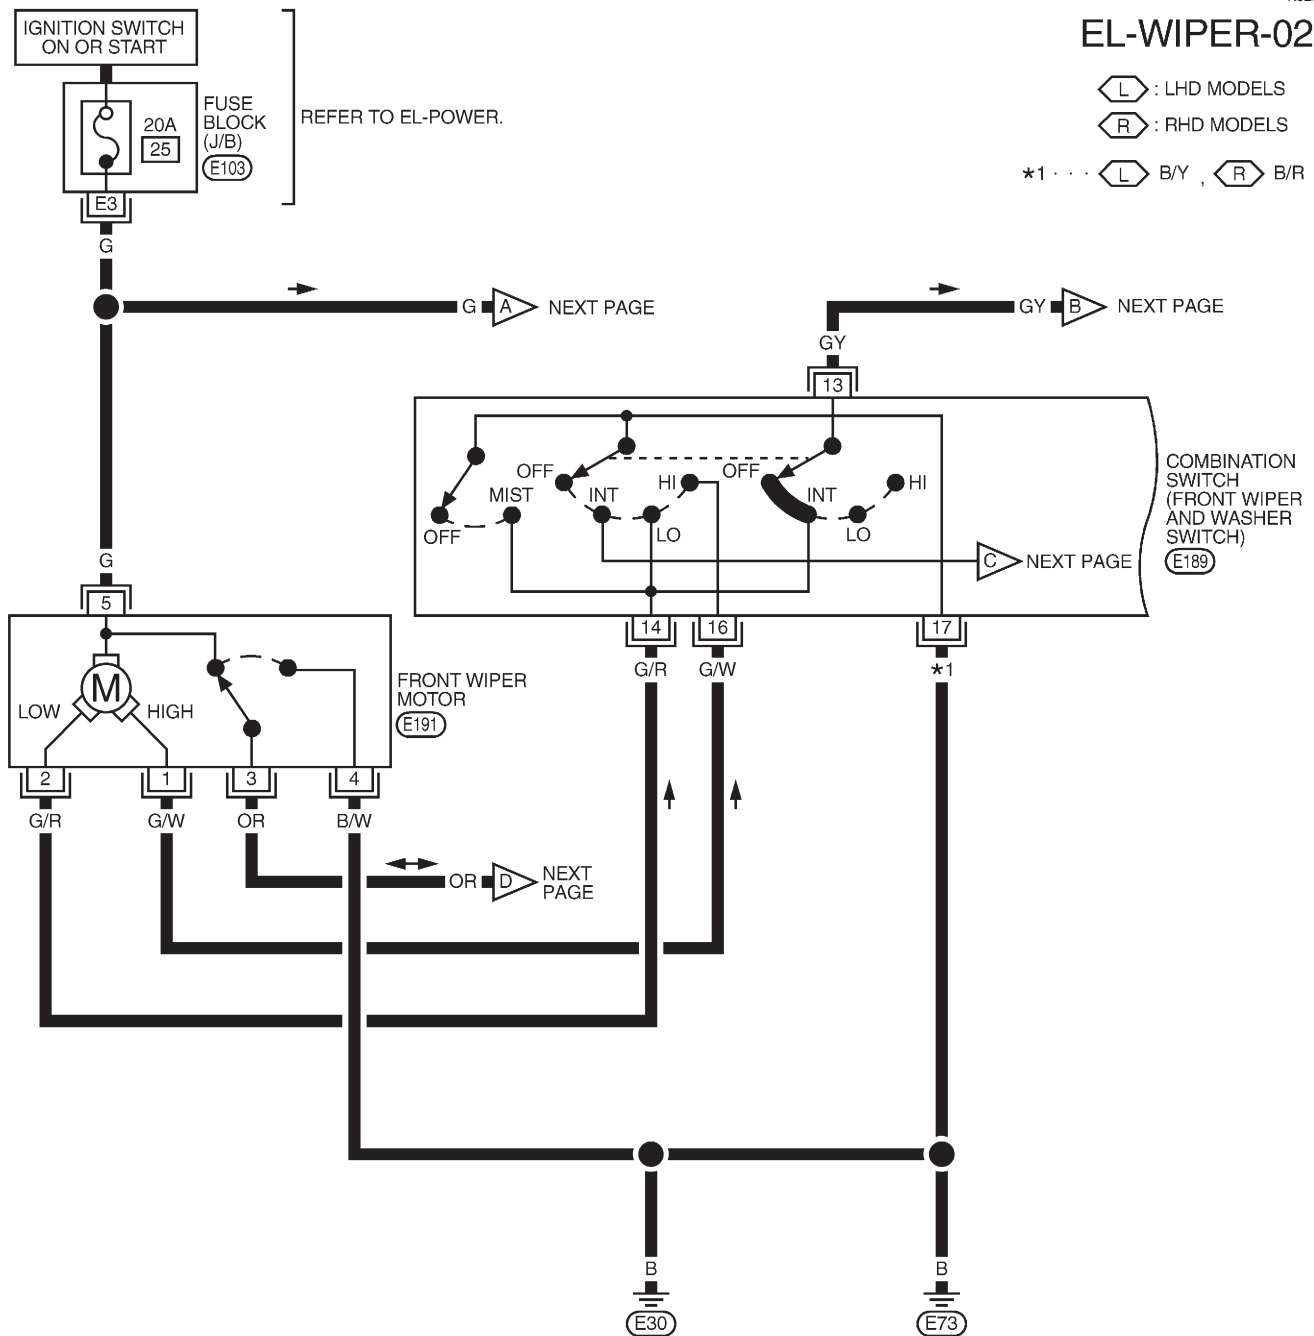 EL-WIPER-02
IGNITION SWITCH
ON OR START
FUSE
BLOCK
(J/B)
E103
20A
25
REFER TO EL-POWER.
L : LHD MODELS
R : RHD MODELS
*1 · · · L B/Y , R B/R
E3
G
G A NEXT PAGE
GY B NEXT PAGE
GY
13
OFF
MIST
OFF
INT
HI
LO
OFF
INT
HI
LO
C NEXT PAGE
COMBINATION
SWITCH
(FRONT WIPER
AND WASHER
SWITCH)
E189
G
5
14
16
17
G/R
G/W
*1
M
LOW
HIGH
FRONT WIPER
MOTOR
E191
2
1
3
4
G/R
G/W
OR
B/W
OR D NEXT
PAGE
B
B
E30
E73